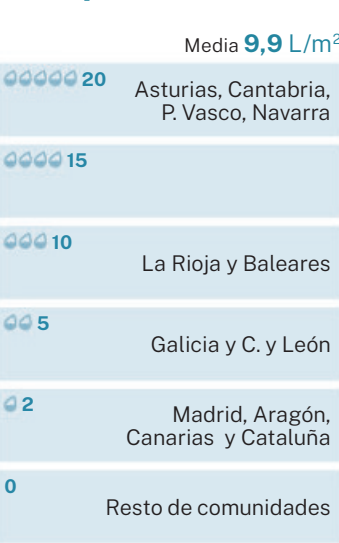 Media 9,9 L/m²
20
Asturias, Cantabria,
P. Vasco, Navarra
15
10
La Rioja y Baleares
5
Galicia y C. y León
2
Madrid, Aragón,
Canarias y Cataluña
0
Resto de comunidades